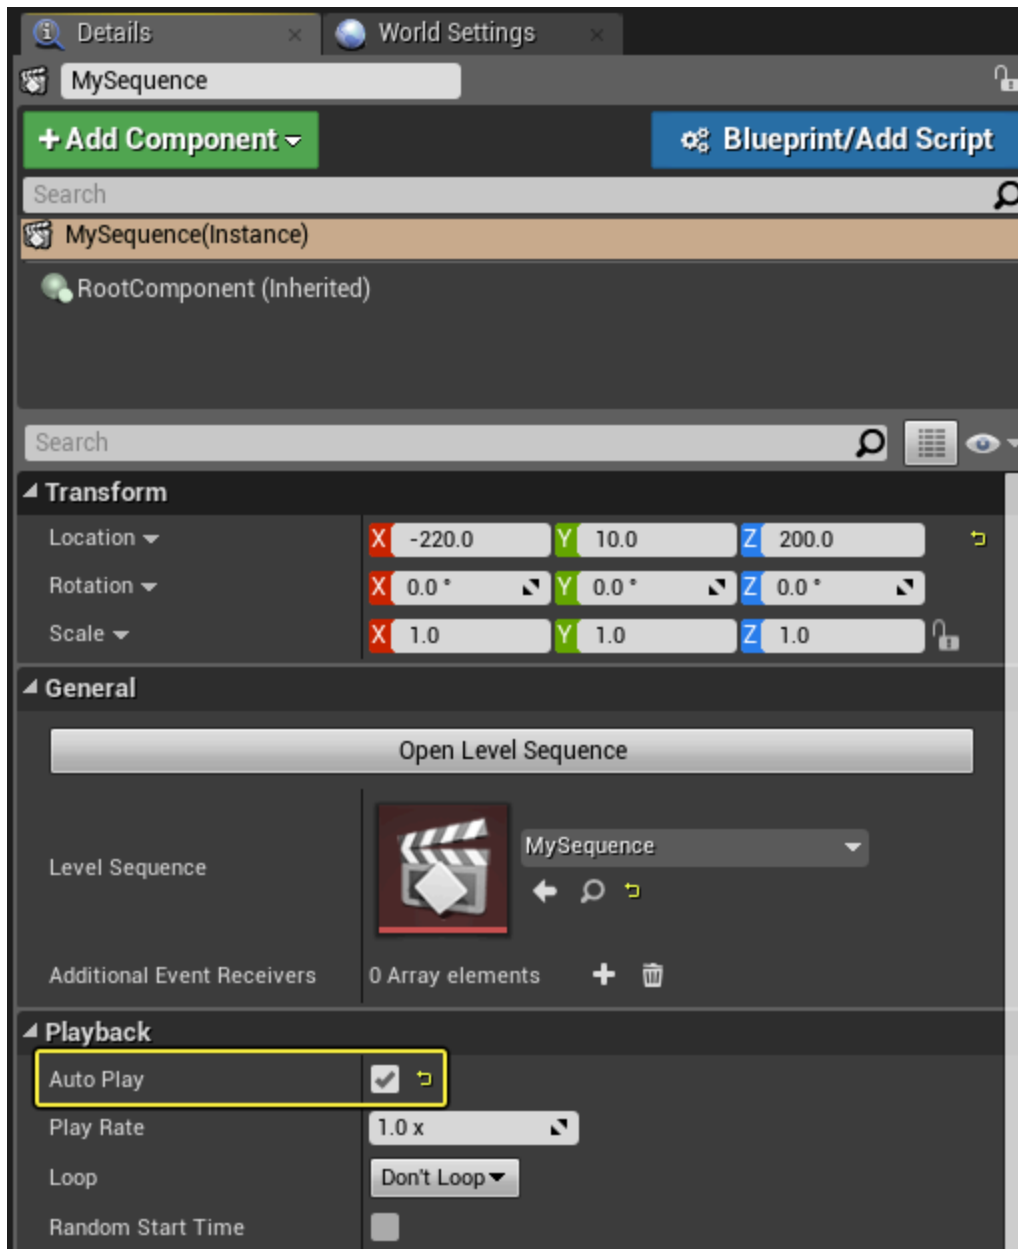 Details World Settings
MySequence
+ Add Component Blueprint/Add Script
Search
MySequence(Instance)
RootComponent (Inherited)
Search
Transform
Location X -220.0 Y 10.0 Z 200.0
Rotation X 0.0 ° Y 0.0 ° Z 0.0 °
Scale X 1.0 Y 1.0 Z 1.0
General
Open Level Sequence
MySequence
Level Sequence
Additional Event Receivers 0 Array elements
Playback
Auto Play
Play Rate 1.0 x
Loop Don't Loop
Random Start Time